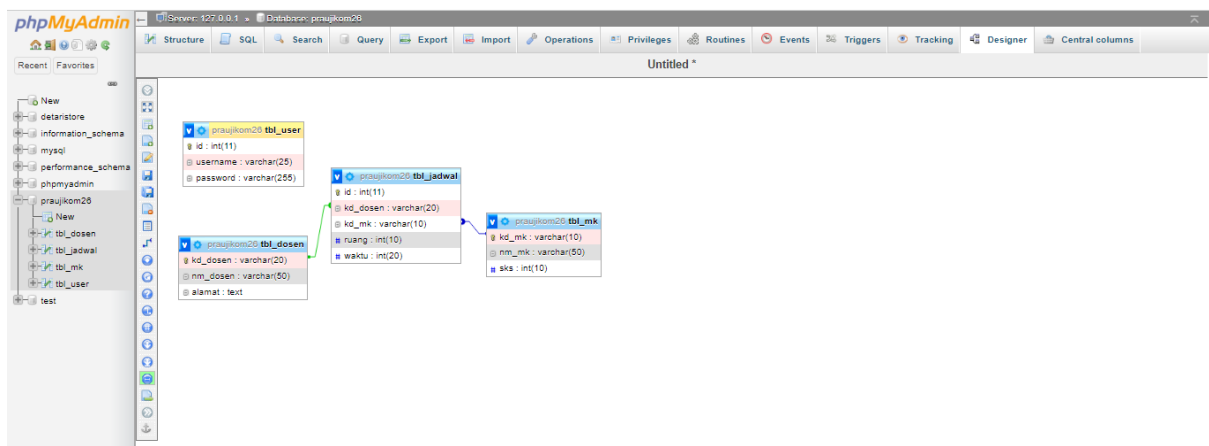 phpMyAdmin
Recent Favorites
New
detaristore
information_schema
mysql
performance_schema
phpmyadmin
praujikom26
New
tbl_dosen
tbl_jadwal
tbl_mk
tbl_user
test
Server: 127.0.0.1 » Database: praujikom26
Structure SQL Search Query Export Import Operations Privileges Routines Events Triggers Tracking Designer Central columns
Untitled *
v praujikom26 tbl_user
id : int(11)
username : varchar(25)
password : varchar(255)
v praujikom26 tbl_jadwal
id : int(11)
kd_dosen : varchar(20)
kd_mk : varchar(10)
# ruang : int(10)
# waktu : int(20)
v praujikom26 tbl_mk
kd_mk : varchar(10)
nm_mk : varchar(50)
# sks : int(10)
v praujikom26 tbl_dosen
kd_dosen : varchar(20)
nm_dosen : varchar(50)
alamat : text